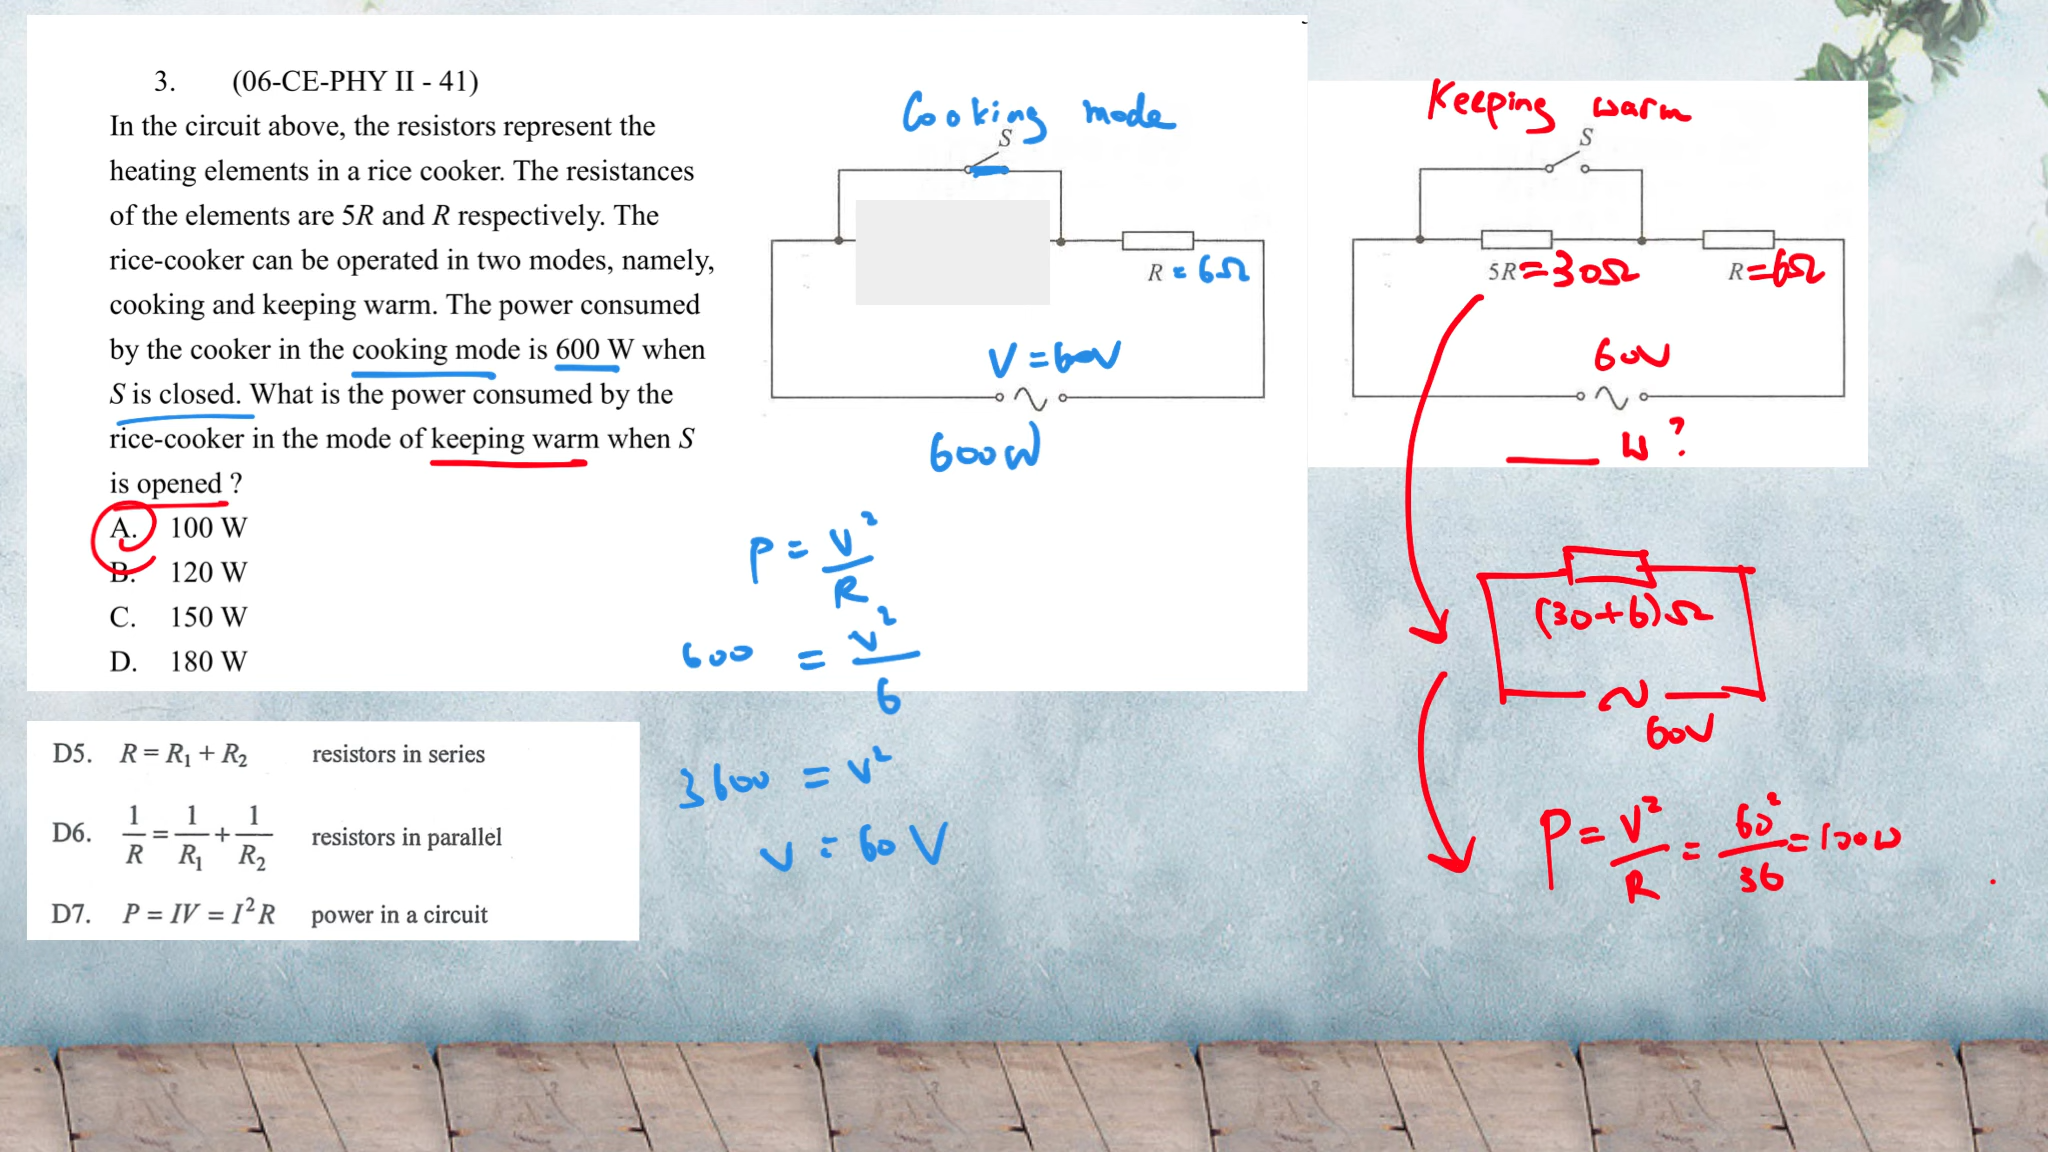 3. (06-CE-PHY II - 41)
In the circuit above, the resistors represent the
heating elements in a rice cooker. The resistances
of the elements are 5R and R respectively. The
rice-cooker can be operated in two modes, namely,
cooking and keeping warm. The power consumed
by the cooker in the cooking mode is 600 W when
S is closed. What is the power consumed by the
rice-cooker in the mode of keeping warm when S
is opened ?
A. 100 W
B. 120 W
C. 150 W
D. 180 W
D5. R = R₁ + R₂ resistors in series
D6. 1/R = 1/R₁ + 1/R₂ resistors in parallel
D7. P = IV = I²R power in a circuit
Cooking mode
S
R = 6Ω
V = 60V
600W
P = V²/R
600 = V²/6
3600 = V²
V = 60 V
Keeping warm
S
5R = 30Ω R = 6Ω
60V
W ?
(30+6)Ω
60V
P = V²/R = 60²/36 = 100W